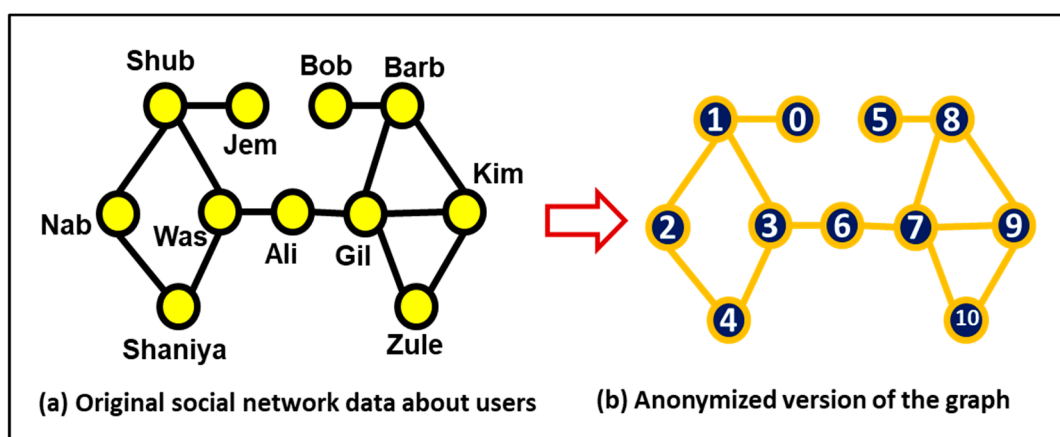 Shub
Bob
Barb
Jem
Kim
Nab
Was
Ali
Gil
Shaniya
Zule
1 0 5 8
2 3 6 7 9
4 10
(a) Original social network data about users
(b) Anonymized version of the graph